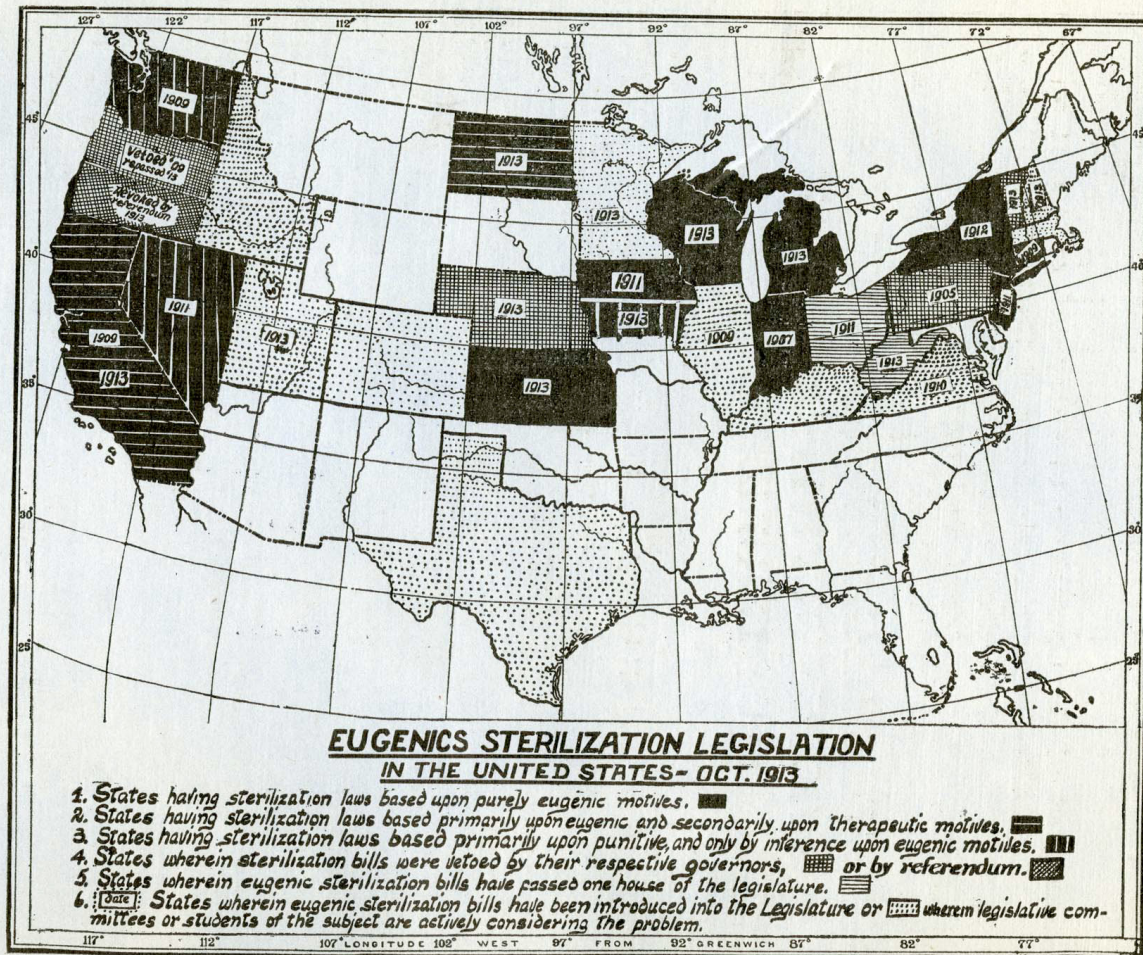 127° 122° 117° 112° 107° 102° 97° 92° 87° 82° 77° 72° 67°
45°
1909
Vetoed '09
repassed '13
Revoked by
referendum
1913
1913
1913
1913
1913
1912
1913
1913
40°
1911
1911
1913
1913
1905
1911
1909
1913
1913
1909
1907
1911
1913
1913
1913
1910
35°
30°
30
25°
EUGENICS STERILIZATION LEGISLATION
IN THE UNITED STATES - OCT. 1913
1. States having sterilization laws based upon purely eugenic motives.
2. States having sterilization laws based primarily upon eugenic and secondarily upon therapeutic motives.
3. States having sterilization laws based primarily upon punitive, and only by inference upon eugenic motives.
4. States wherein sterilization bills were vetoed by their respective governors, or by referendum.
5. States wherein eugenic sterilization bills have passed one house of the legislature.
6. date States wherein eugenic sterilization bills have been introduced into the Legislature or wherein legislative com-
mittees or students of the subject are actively considering the problem.
117° 112° 107° LONGITUDE WEST 97° FROM 92° GREENWICH 87° 82° 77°